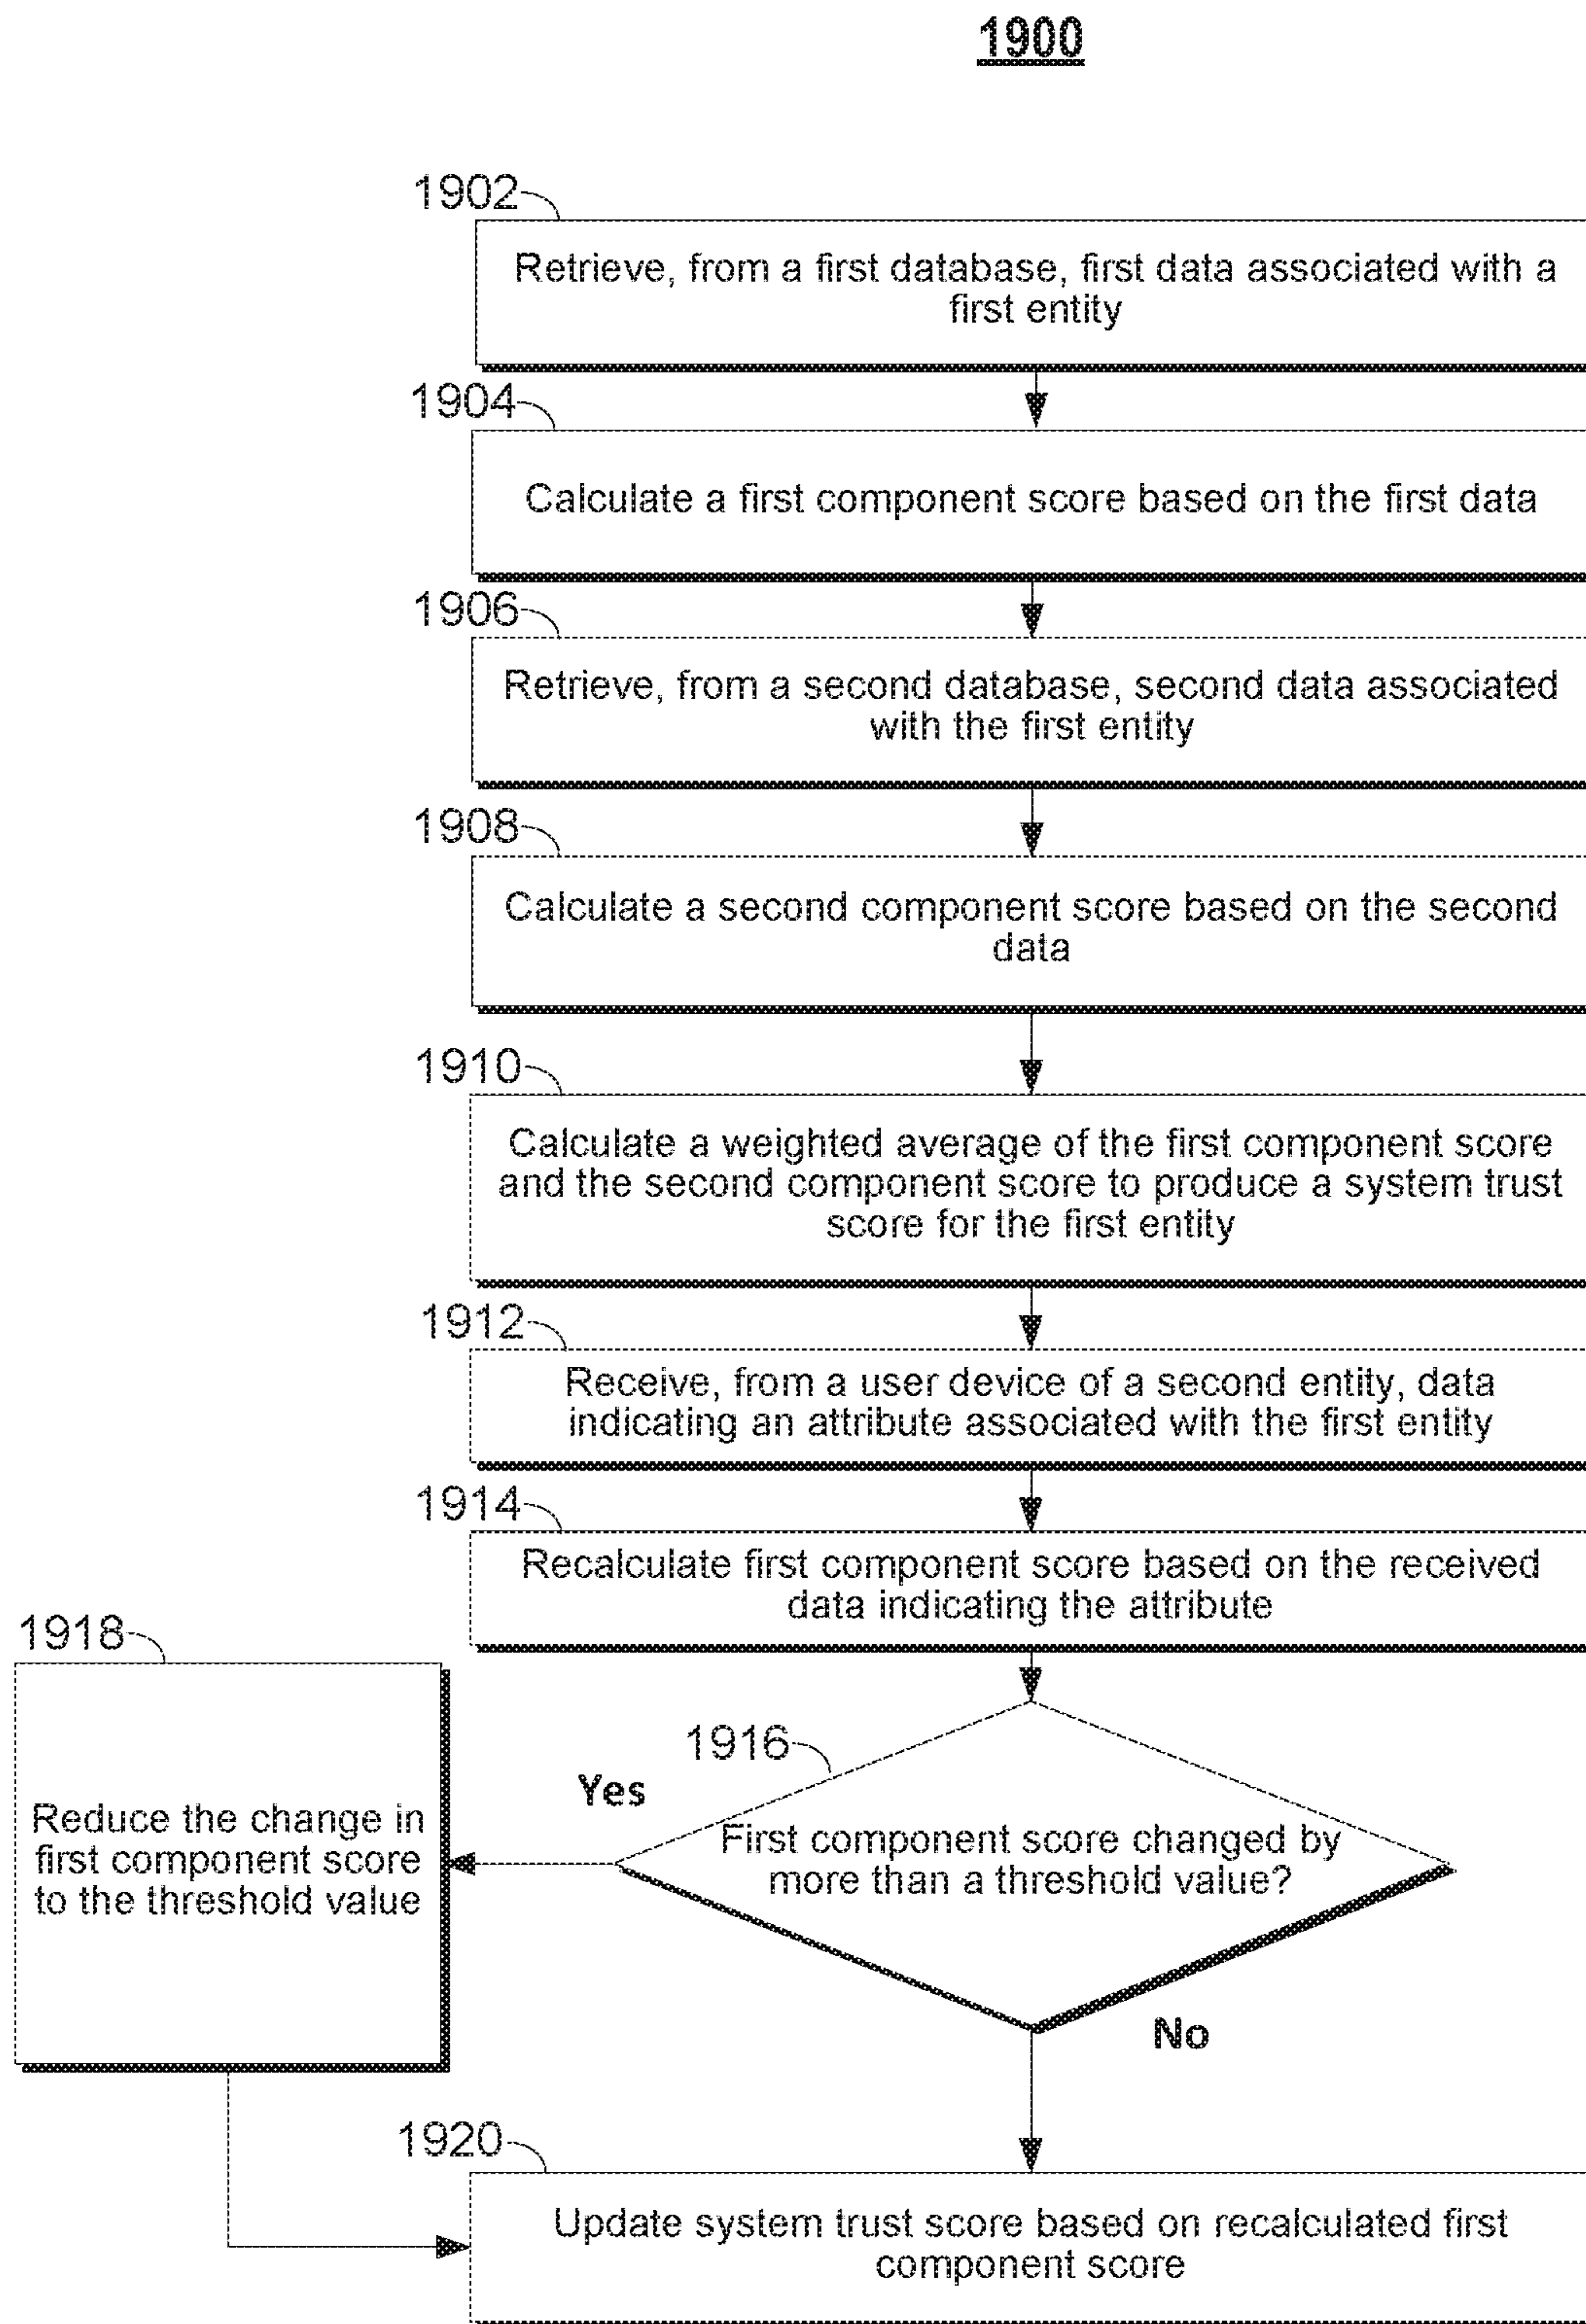 1900
1902
Retrieve, from a first database, first data associated with a
first entity
1904
Calculate a first component score based on the first data
1906
Retrieve, from a second database, second data associated
with the first entity
1908
Calculate a second component score based on the second
data
1910
Calculate a weighted average of the first component score
and the second component score to produce a system trust
score for the first entity
1912
Receive, from a user device of a second entity, data
indicating an attribute associated with the first entity
1914
Recalculate first component score based on the received
data indicating the attribute
1916
First component score changed by
more than a threshold value?
Yes
No
1918
Reduce the change in
first component score
to the threshold value
1920
Update system trust score based on recalculated first
component score